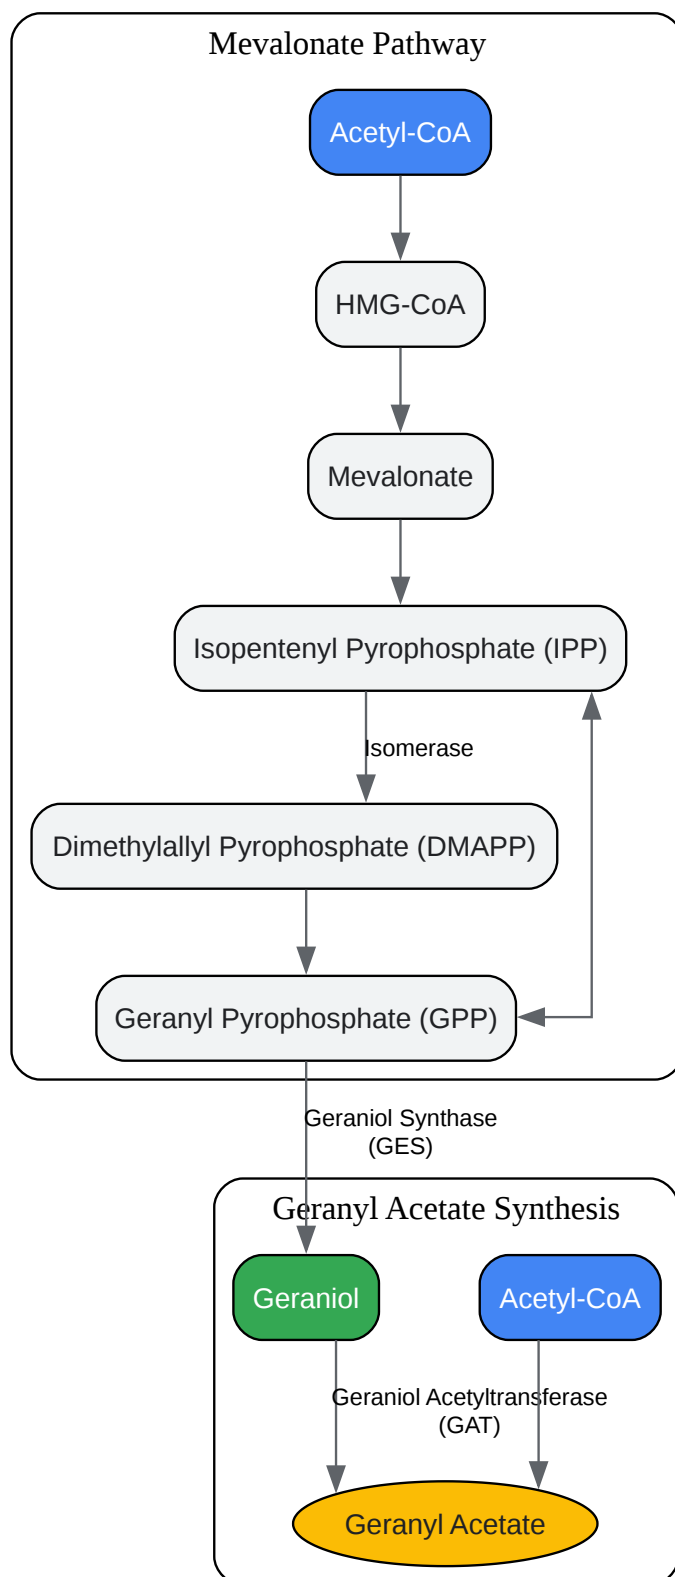 Mevalonate Pathway
Acetyl-CoA
HMG-CoA
Mevalonate
Isopentenyl Pyrophosphate (IPP)
Isomerase
Dimethylallyl Pyrophosphate (DMAPP)
Geranyl Pyrophosphate (GPP)
Geraniol Synthase
(GES)
Geranyl Acetate Synthesis
Geraniol
Acetyl-CoA
Geraniol Acetyltransferase
(GAT)
Geranyl Acetate